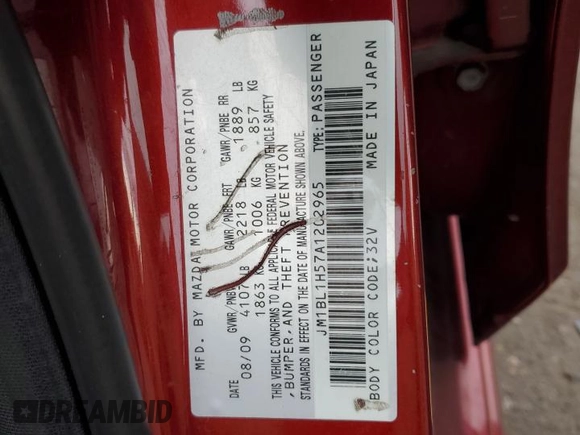 MFD. BY MAZDA MOTOR CORPORATION
DATE GVWR/PNBV GAWR/PNBE FRT GAWR/PNBE RR
08/09 4107 LB 2218 LB 1889 LB
1863 KG 1006 KG 857 KG
THIS VEHICLE CONFORMS TO ALL APPLICABLE FEDERAL MOTOR VEHICLE SAFETY
,BUMPER,AND THEFT PREVENTION
STANDARDS IN EFFECT ON THE DATE OF MANUFACTURE SHOWN ABOVE.
TYPE:PASSENGER
BODY COLOR CODE:32V MADE IN JAPAN
DREAMBID